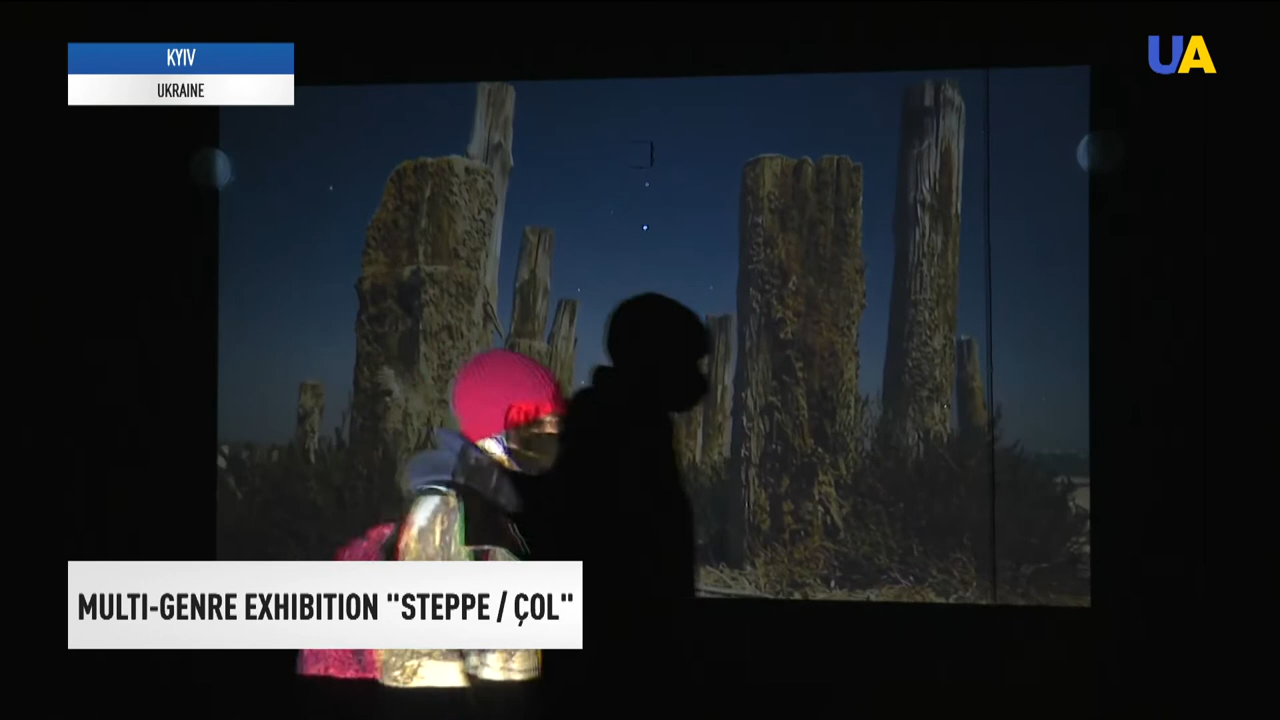 KYIV
UKRAINE
UA
MULTI-GENRE EXHIBITION "STEPPE / ÇOL"